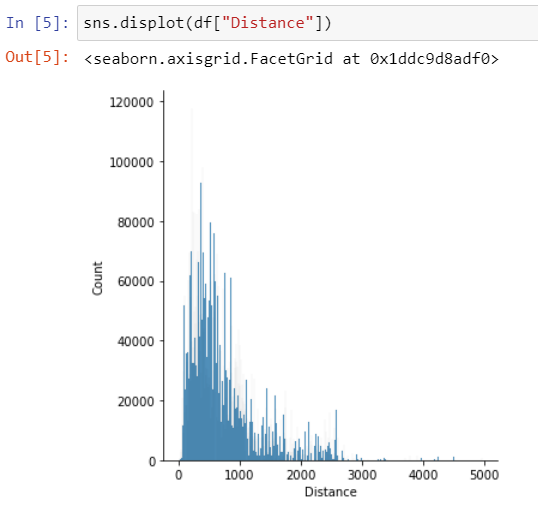 In [5]: sns.displot(df["Distance"])
Out[5]: <seaborn.axisgrid.FacetGrid at 0x1ddc9d8adf0>
120000
100000
80000
60000
40000
20000
0
Count
0 1000 2000 3000 4000 5000
Distance